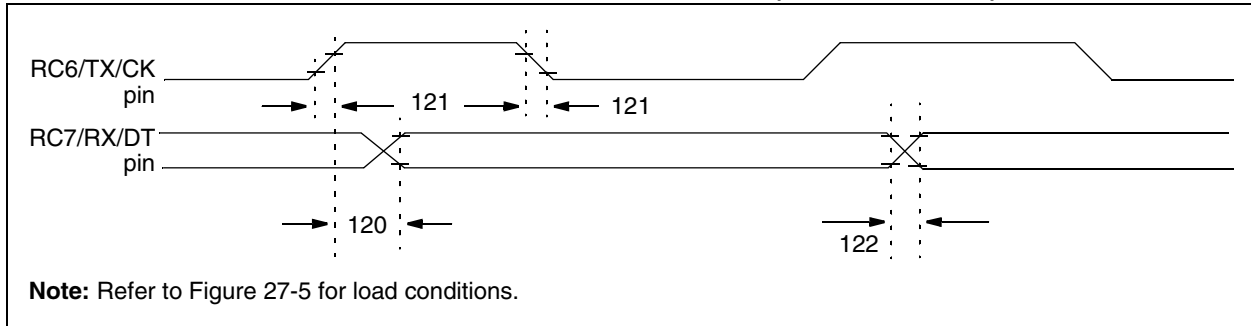 RC6/TX/CK
pin
121
121
RC7/RX/DT
pin
120
122
Note: Refer to Figure 27-5 for load conditions.